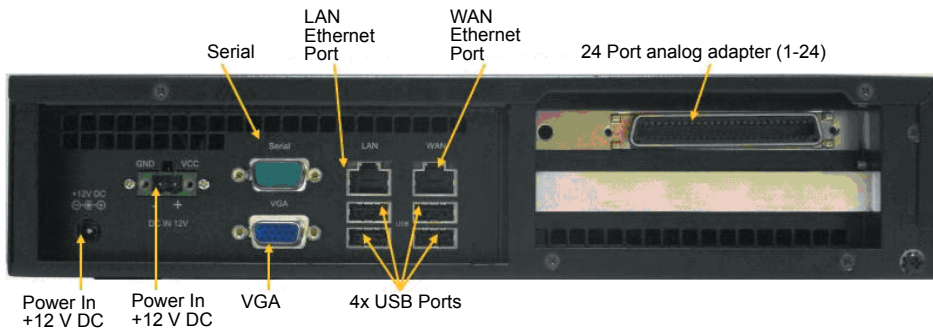 LAN
Ethernet
Port
WAN
Ethernet
Port
Serial
24 Port analog adapter (1-24)
Serial
LAN
WAN
GND
VCC
+12V DC
VGA
USB
DC IN 12V
Power In
+12 V DC
Power In
+12 V DC
VGA
4x USB Ports